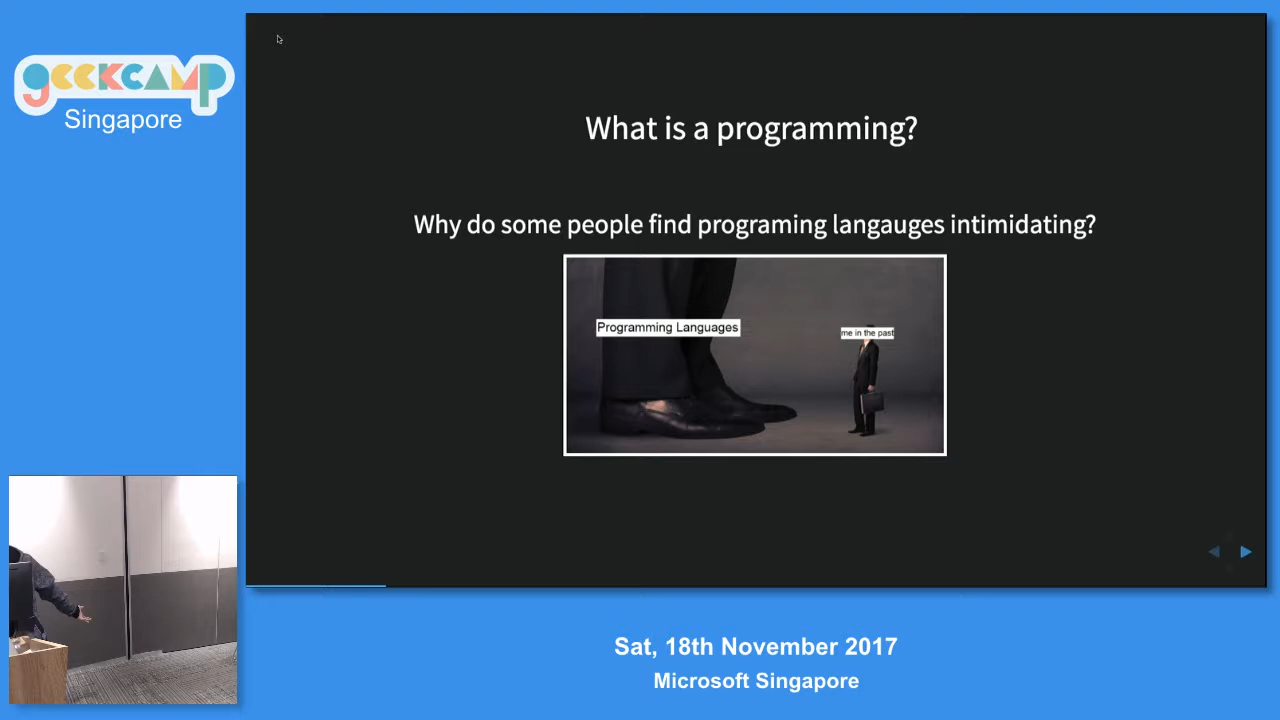 geekcamp
Singapore
What is a programming?
Why do some people find programing langauges intimidating?
Programming Languages
me in the past
Sat, 18th November 2017
Microsoft Singapore